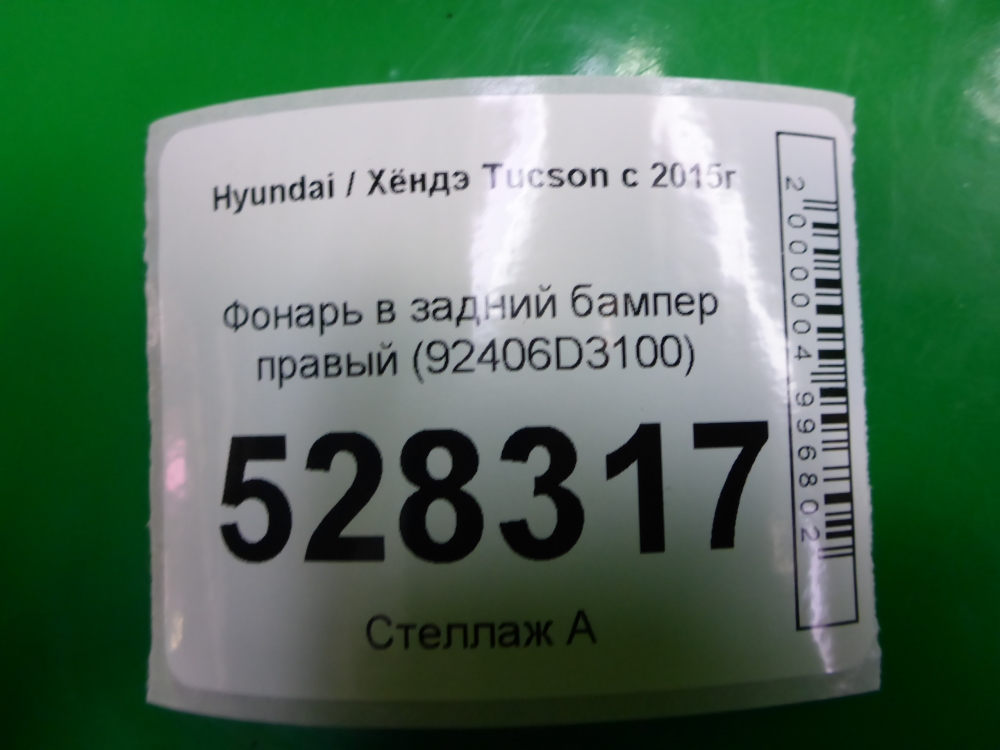 Hyundai / Хёндэ Tucson с 2015г
Фонарь в задний бампер
правый (92406D3100)
528317
Стеллаж А
2000004996802